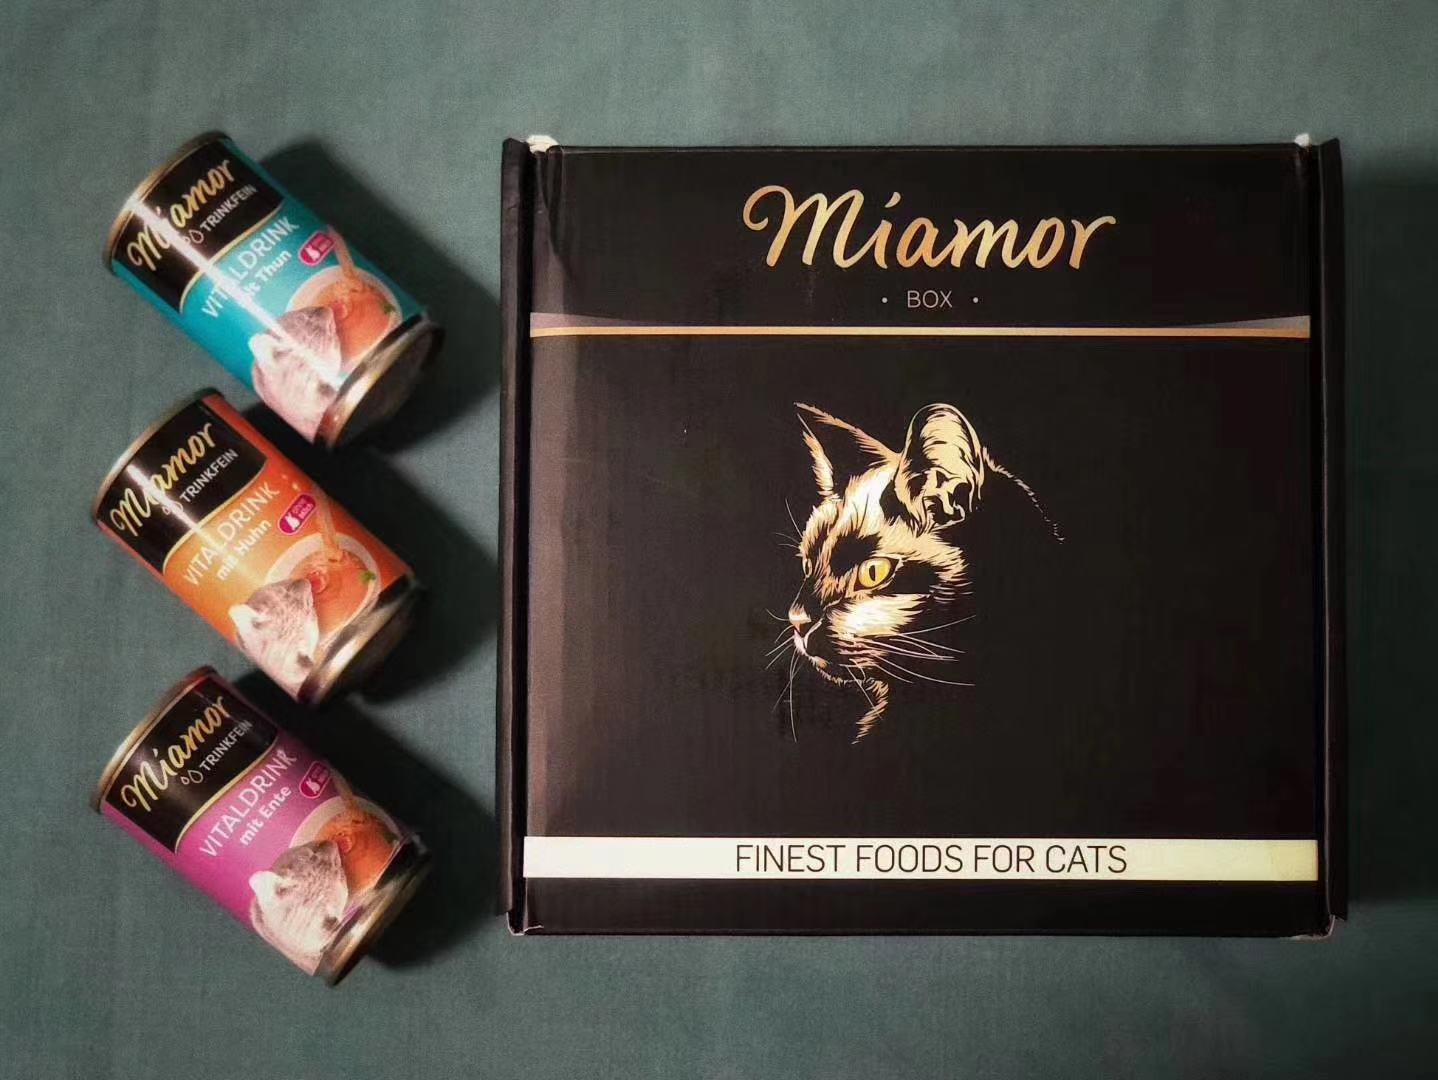 Miamor
TRINKFEIN
VITALDRINK
mit Thun
Miamor
TRINKFEIN
VITALDRINK
mit Huhn
Miamor
TRINKFEIN
VITALDRINK
mit Ente
Miamor
• BOX •
FINEST FOODS FOR CATS